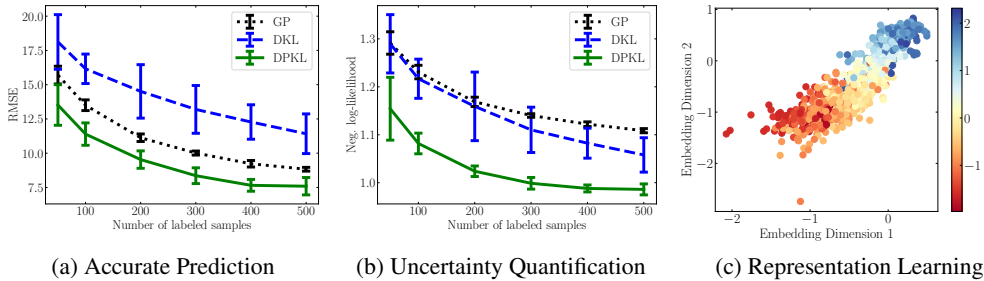 20.0
17.5
15.0
12.5
10.0
7.5
RMSE
100
200
300
400
500
Number of labeled samples
GP
DKL
DPKL
(a) Accurate Prediction
1.3
1.2
1.1
1.0
Neg. log-likelihood
100
200
300
400
500
Number of labeled samples
GP
DKL
DPKL
(b) Uncertainty Quantification
1
0
−1
−2
Embedding Dimension 2
−2
−1
0
Embedding Dimension 1
2
1
0
−1
(c) Representation Learning